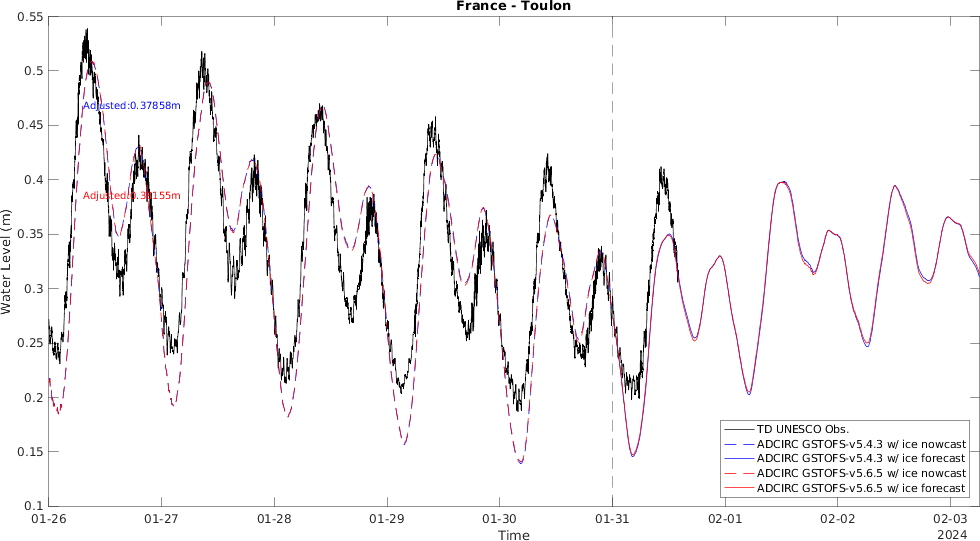 France - Toulon
0.55
0.5
0.45
0.4
0.35
0.3
0.25
0.2
0.15
0.1
Water Level (m)
Adjusted:0.37858m
TD UNESCO Obs.
ADCIRC GSTOFS-v5.4.3 w/ ice nowcast
ADCIRC GSTOFS-v5.4.3 w/ ice forecast
ADCIRC GSTOFS-v5.6.5 w/ ice nowcast
ADCIRC GSTOFS-v5.6.5 w/ ice forecast
01-26 01-27 01-28 01-29 01-30 01-31 02-01 02-02 02-03
Time
2024